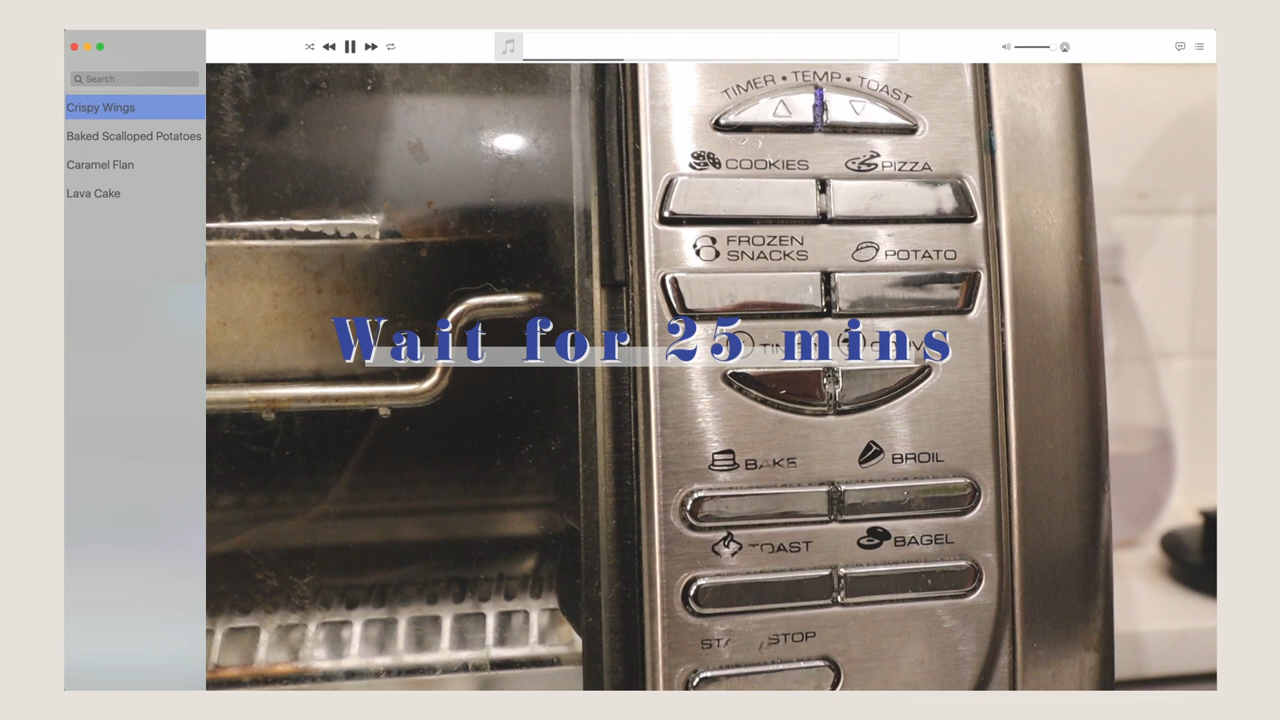 Search
Crispy Wings
Baked Scalloped Potatoes
Caramel Flan
Lava Cake
TIMER • TEMP • TOAST
COOKIES PIZZA
FROZEN
SNACKS
POTATO
Wait for 25 mins
BAKE BROIL
TOAST BAGEL
STOP